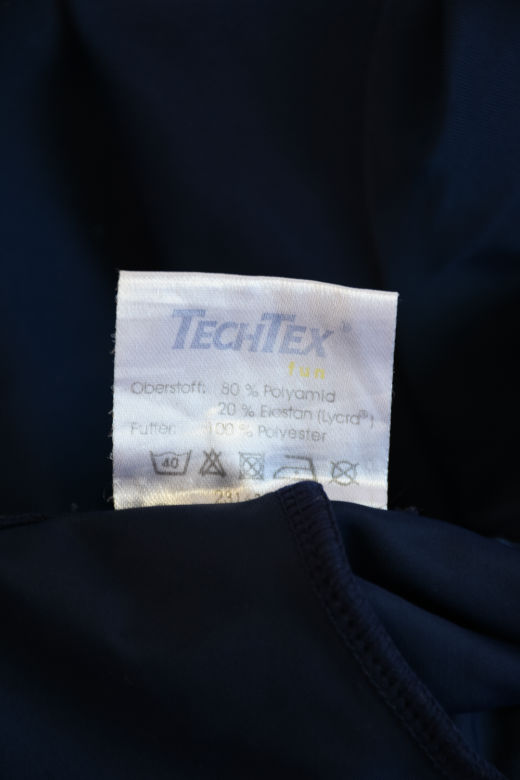 TECHTEX®
fun
Oberstoff: 80 % Polyamid
20 % Elastan (Lycra®)
Futter: 100 % Polyester
40